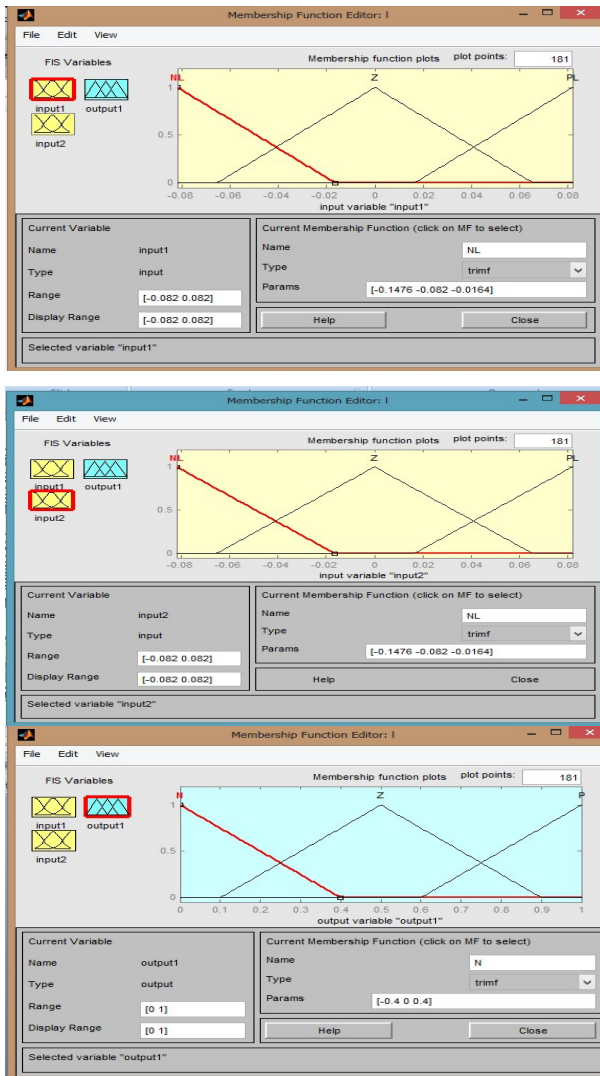 Membership Function Editor: l
File Edit View
FIS Variables
Membership function plots plot points: 181
NL Z PL
input1 output1
input2
1
0.5
0
-0.08 -0.06 -0.04 -0.02 0 0.02 0.04 0.06 0.08
input variable "input1"
Current Variable
Name input1
Type input
Range [-0.082 0.082]
Display Range [-0.082 0.082]
Current Membership Function (click on MF to select)
Name NL
Type trimf
Params [-0.1476 -0.082 -0.0164]
Help Close
Selected variable "input1"
Membership Function Editor: l
File Edit View
FIS Variables
Membership function plots plot points: 181
NL Z PL
input1 output1
input2
1
0.5
0
-0.08 -0.06 -0.04 -0.02 0 0.02 0.04 0.06 0.08
input variable "input2"
Current Variable
Name input2
Type input
Range [-0.082 0.082]
Display Range [-0.082 0.082]
Current Membership Function (click on MF to select)
Name NL
Type trimf
Params [-0.1476 -0.082 -0.0164]
Help Close
Selected variable "input2"
Membership Function Editor: l
File Edit View
FIS Variables
Membership function plots plot points: 181
N Z P
input1 output1
input2
1
0.5
0
0 0.1 0.2 0.3 0.4 0.5 0.6 0.7 0.8 0.9 1
output variable "output1"
Current Variable
Name output1
Type output
Range [0 1]
Display Range [0 1]
Current Membership Function (click on MF to select)
Name N
Type trimf
Params [-0.4 0 0.4]
Help Close
Selected variable "output1"